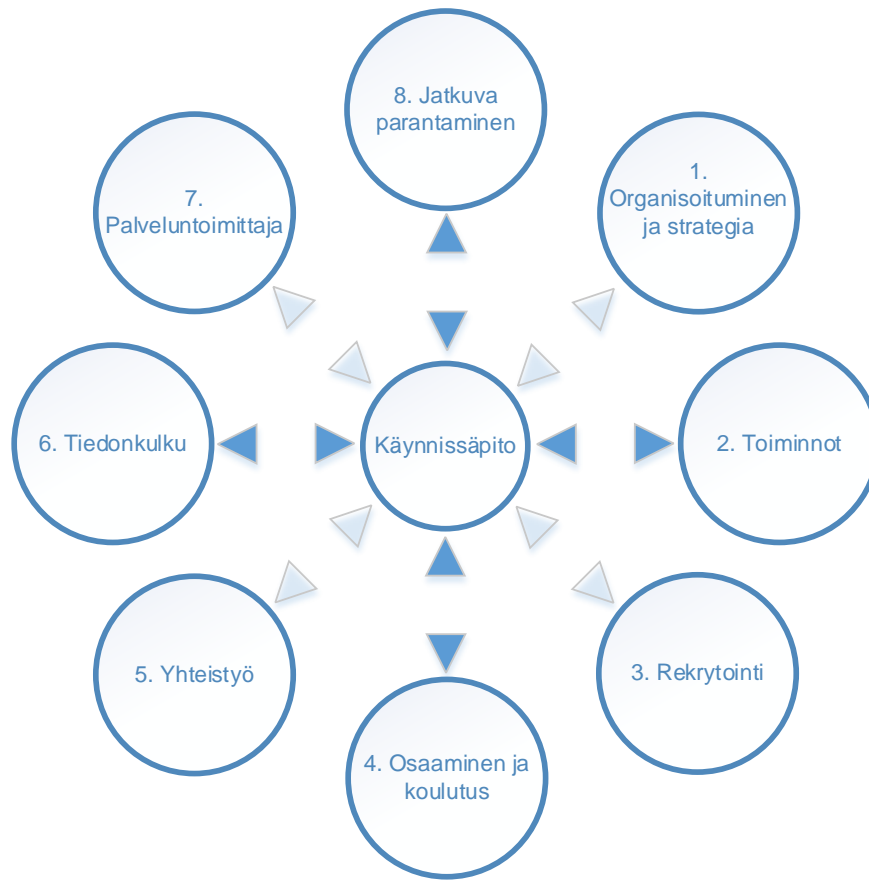 8. Jatkuva
parantaminen
1.
Organisoituminen
ja strategia
7.
Palveluntoimittaja
6. Tiedonkulku
Käynnissäpito
2. Toiminnot
5. Yhteistyö
3. Rekrytointi
4. Osaaminen ja
koulutus